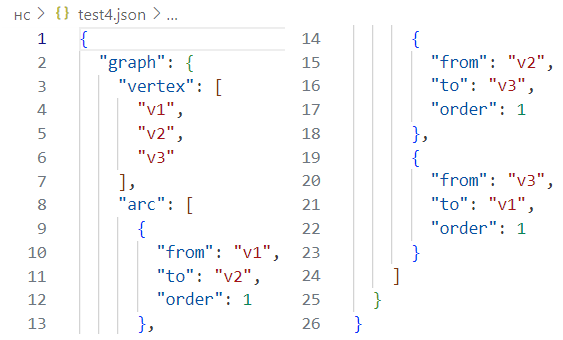 нс > {} test4.json > ...
1 {
2 "graph": {
3 "vertex": [
4 "v1",
5 "v2",
6 "v3"
7 ],
8 "arc": [
9 {
10 "from": "v1",
11 "to": "v2",
12 "order": 1
13 },
14 {
15 "from": "v2",
16 "to": "v3",
17 "order": 1
18 },
19 {
20 "from": "v3",
21 "to": "v1",
22 "order": 1
23 }
24 ]
25 }
26 }